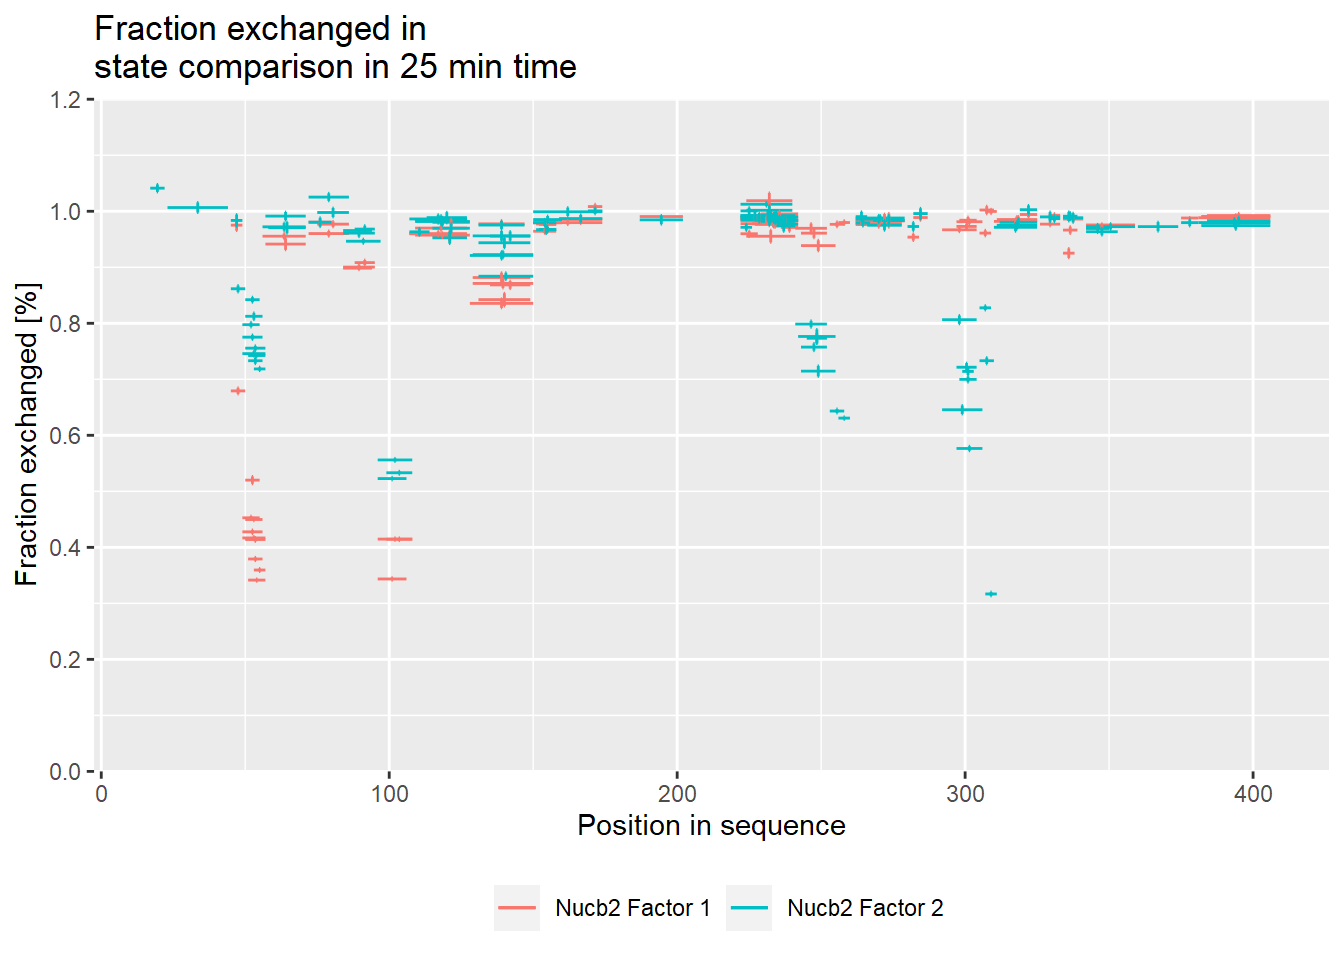 Fraction exchanged in
state comparison in 25 min time
Fraction exchanged [%]
1.2
1.0
0.8
0.6
0.4
0.2
0.0
0 100 200 300 400
Position in sequence
Nucb2 Factor 1 Nucb2 Factor 2